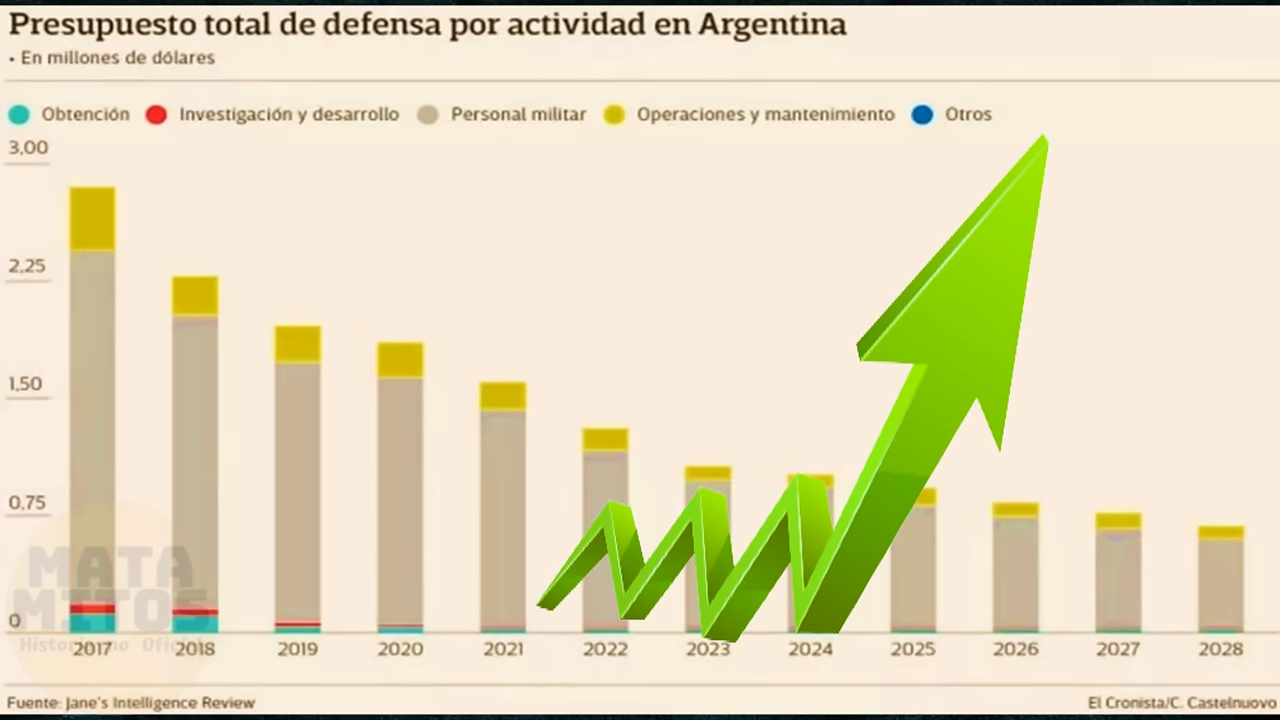 Presupuesto total de defensa por actividad en Argentina
• En millones de dólares
Obtención Investigación y desarrollo Personal militar Operaciones y mantenimiento Otros
3,00
2,25
1,50
0,75
0
MATA
MITOS
2017 2018 2019 2020 2021 2022 2023 2024 2025 2026 2027 2028
Fuente: Jane's Intelligence Review
El Cronista/C. Castelnuovo